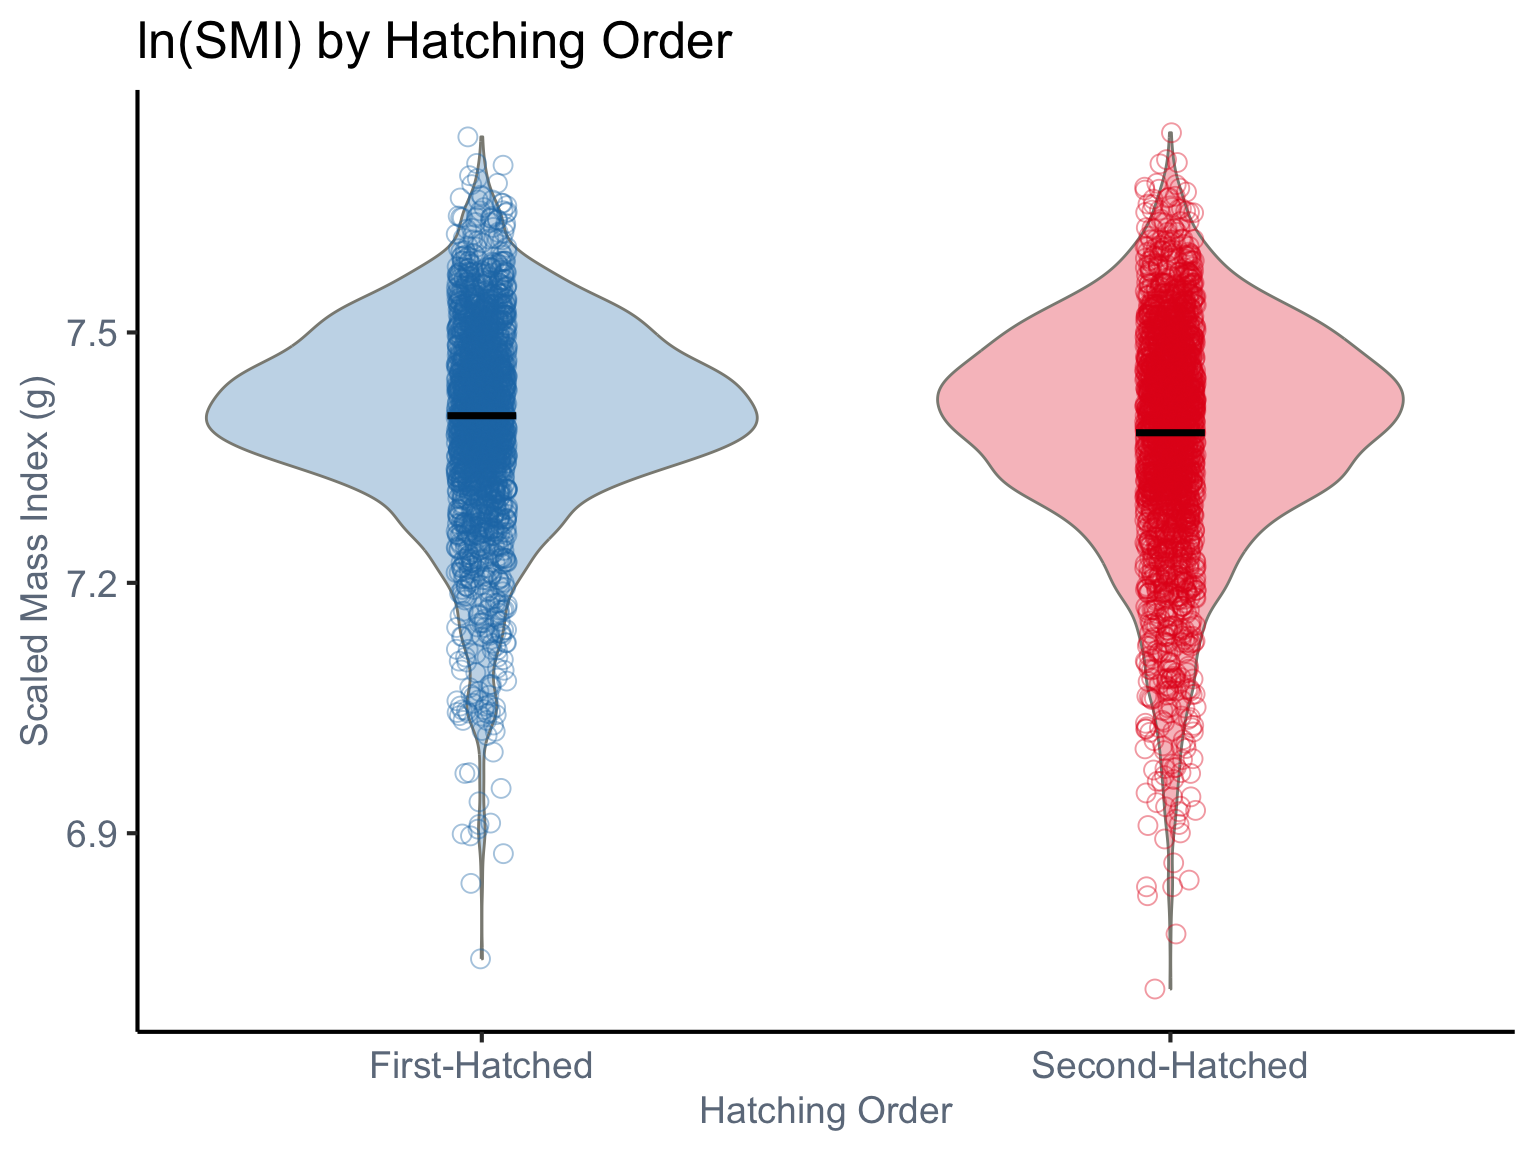 ln(SMI) by Hatching Order
Scaled Mass Index (g)
7.5
7.2
6.9
First-Hatched
Second-Hatched
Hatching Order